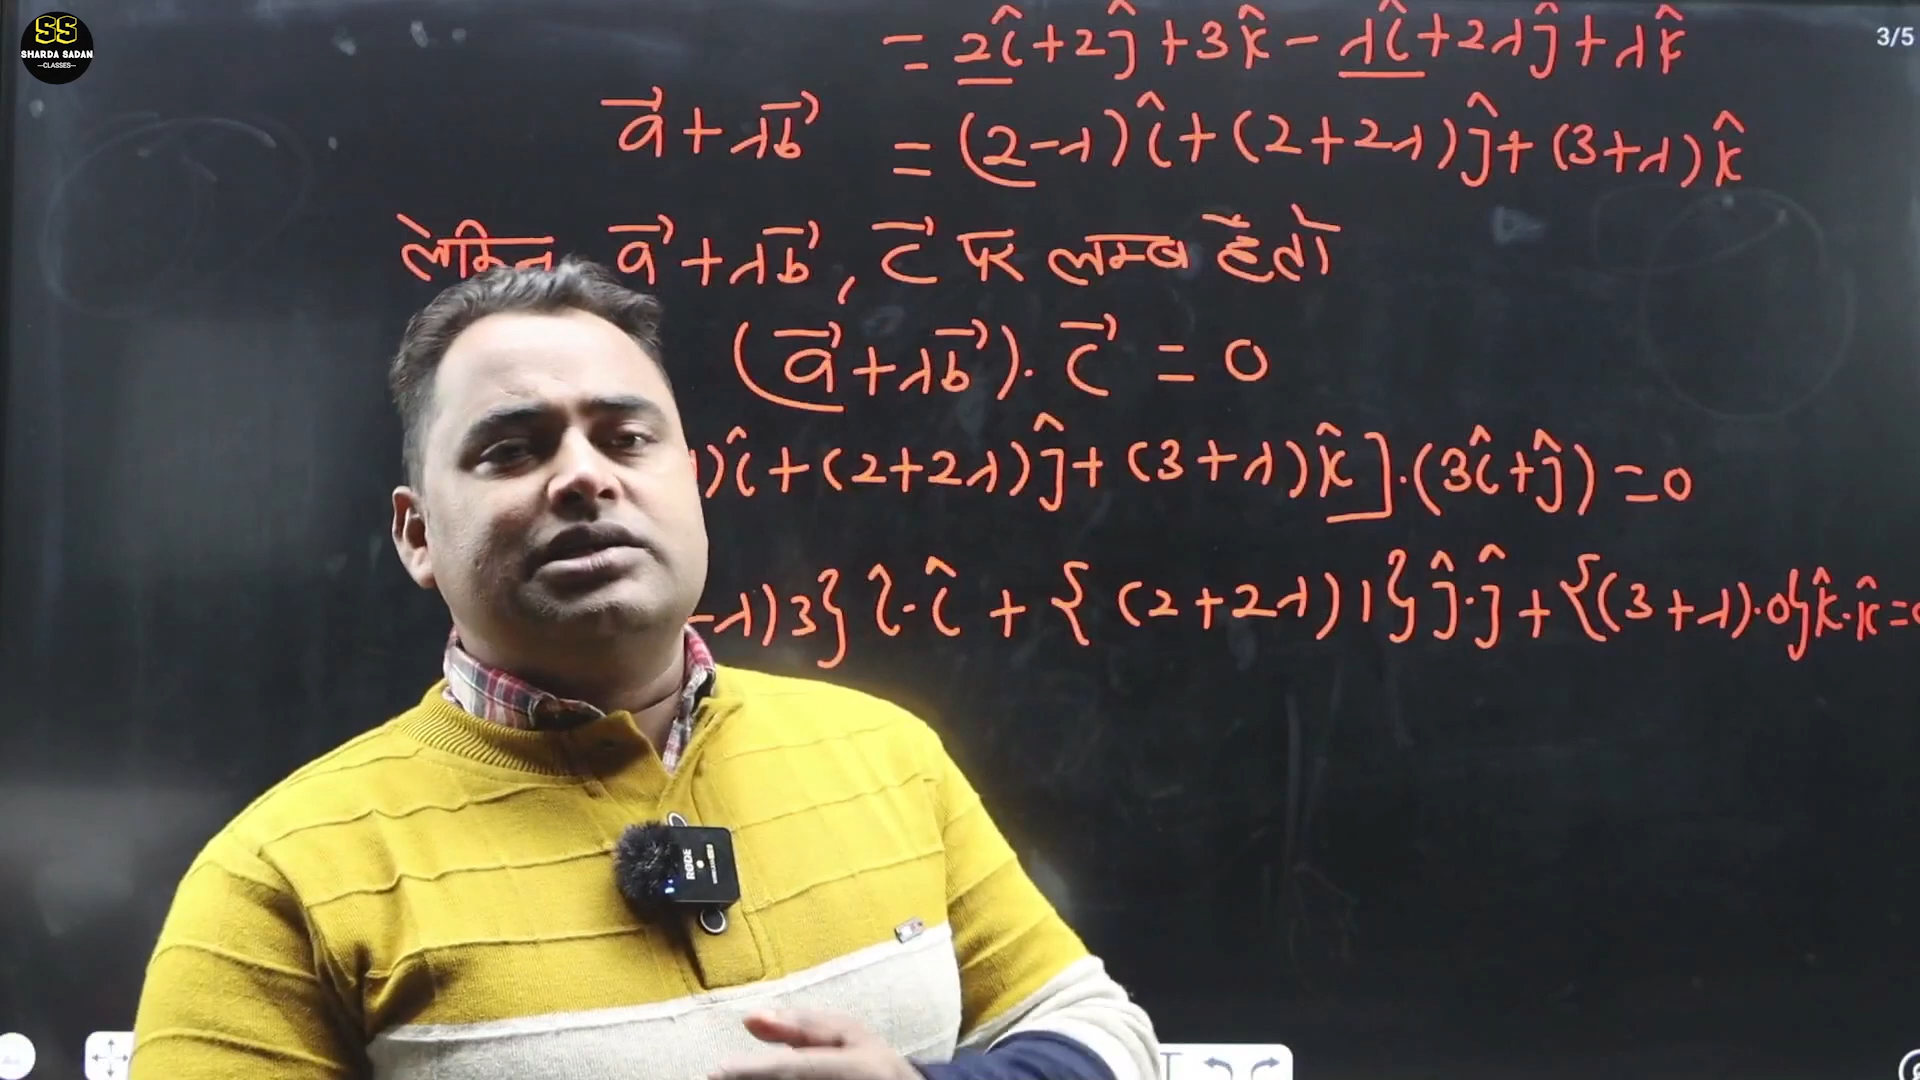 SS
SHARDA SADAN
—CLASSES—
3/5
= 2î+2ĵ+3k̂-λî+2λĵ+λk̂
a⃗+λb⃗ = (2-λ)î+(2+2λ)ĵ+(3+λ)k̂
लेकिन a⃗+λb⃗, c⃗ पर लम्ब है तो
(a⃗+λb⃗).c⃗ = 0
)î+(2+2λ)ĵ+(3+λ)k̂].(3î+ĵ)=0
-λ)3}î.î+{(2+2λ)1}ĵ.ĵ+{(3+λ).0}k̂.k̂=0
RØDE